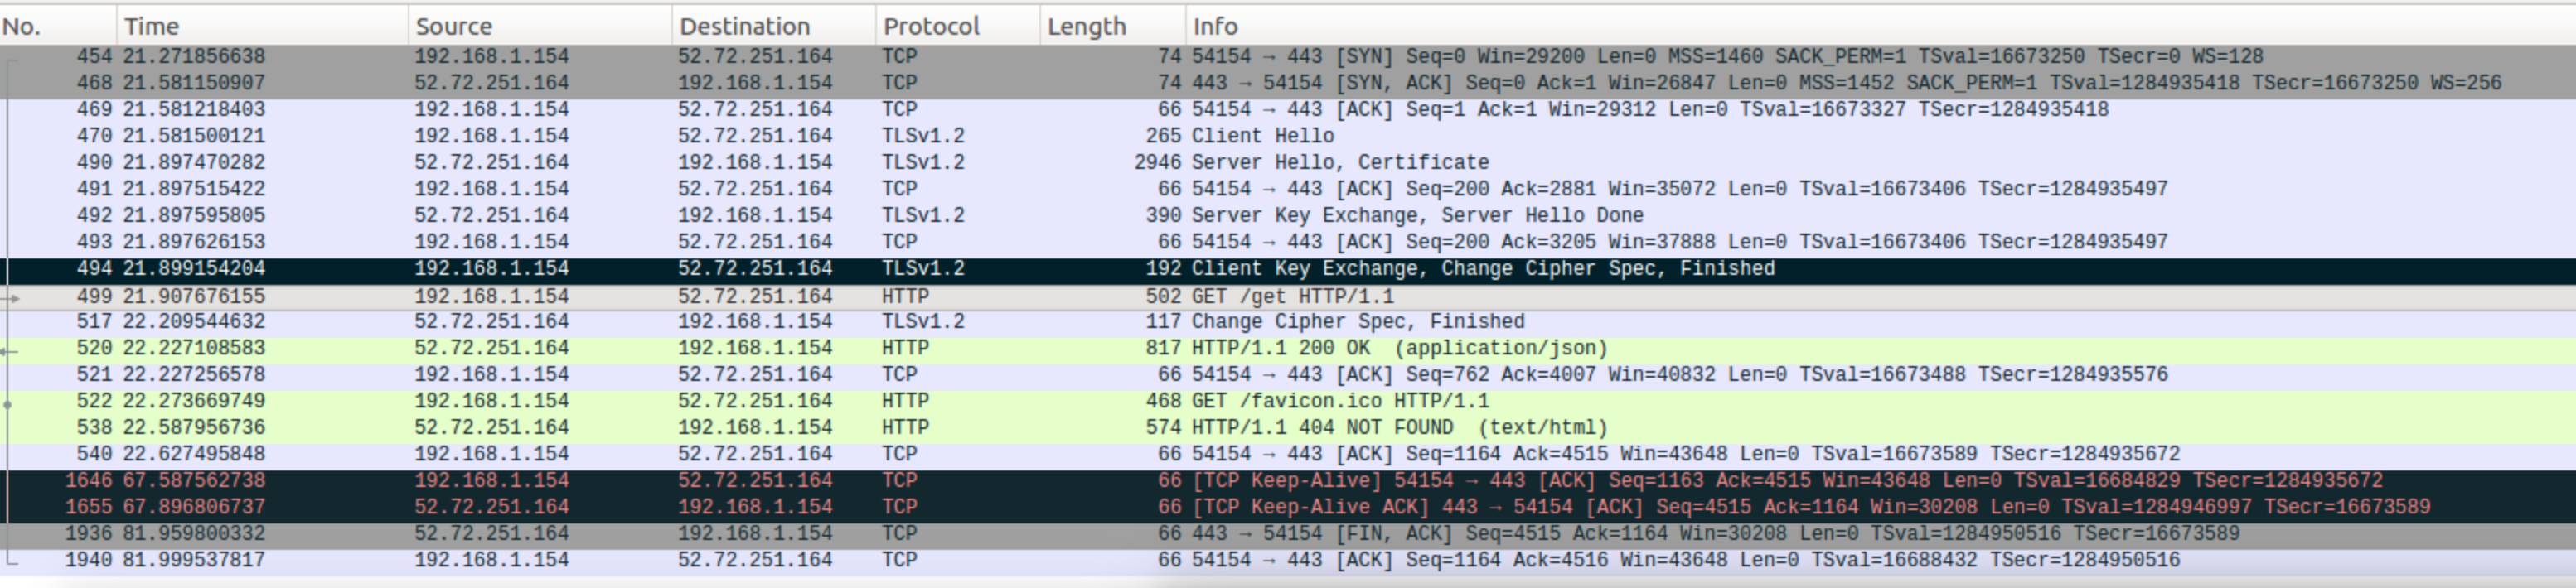 No. Time Source Destination Protocol Length Info
454 21.271856638 192.168.1.154 52.72.251.164 TCP 74 54154 → 443 [SYN] Seq=0 Win=29200 Len=0 MSS=1460 SACK_PERM=1 TSval=16673250 TSecr=0 WS=128
468 21.581150907 52.72.251.164 192.168.1.154 TCP 74 443 → 54154 [SYN, ACK] Seq=0 Ack=1 Win=26847 Len=0 MSS=1452 SACK_PERM=1 TSval=1284935418 TSecr=16673250 WS=256
469 21.581218403 192.168.1.154 52.72.251.164 TCP 66 54154 → 443 [ACK] Seq=1 Ack=1 Win=29312 Len=0 TSval=16673327 TSecr=1284935418
470 21.581500121 192.168.1.154 52.72.251.164 TLSv1.2 265 Client Hello
490 21.897470282 52.72.251.164 192.168.1.154 TLSv1.2 2946 Server Hello, Certificate
491 21.897515422 192.168.1.154 52.72.251.164 TCP 66 54154 → 443 [ACK] Seq=200 Ack=2881 Win=35072 Len=0 TSval=16673406 TSecr=1284935497
492 21.897595805 52.72.251.164 192.168.1.154 TLSv1.2 390 Server Key Exchange, Server Hello Done
493 21.897626153 192.168.1.154 52.72.251.164 TCP 66 54154 → 443 [ACK] Seq=200 Ack=3205 Win=37888 Len=0 TSval=16673406 TSecr=1284935497
494 21.899154204 192.168.1.154 52.72.251.164 TLSv1.2 192 Client Key Exchange, Change Cipher Spec, Finished
499 21.907676155 192.168.1.154 52.72.251.164 HTTP 502 GET /get HTTP/1.1
517 22.209544632 52.72.251.164 192.168.1.154 TLSv1.2 117 Change Cipher Spec, Finished
520 22.227108583 52.72.251.164 192.168.1.154 HTTP 817 HTTP/1.1 200 OK (application/json)
521 22.227256578 192.168.1.154 52.72.251.164 TCP 66 54154 → 443 [ACK] Seq=762 Ack=4007 Win=40832 Len=0 TSval=16673488 TSecr=1284935576
522 22.273669749 192.168.1.154 52.72.251.164 HTTP 468 GET /favicon.ico HTTP/1.1
538 22.587956736 52.72.251.164 192.168.1.154 HTTP 574 HTTP/1.1 404 NOT FOUND (text/html)
540 22.627495848 192.168.1.154 52.72.251.164 TCP 66 54154 → 443 [ACK] Seq=1164 Ack=4515 Win=43648 Len=0 TSval=16673589 TSecr=1284935672
1646 67.587562738 192.168.1.154 52.72.251.164 TCP 66 [TCP Keep-Alive] 54154 → 443 [ACK] Seq=1163 Ack=4515 Win=43648 Len=0 TSval=16684829 TSecr=1284935672
1655 67.896806737 52.72.251.164 192.168.1.154 TCP 66 [TCP Keep-Alive ACK] 443 → 54154 [ACK] Seq=4515 Ack=1164 Win=30208 Len=0 TSval=1284946997 TSecr=16673589
1936 81.959800332 52.72.251.164 192.168.1.154 TCP 66 443 → 54154 [FIN, ACK] Seq=4515 Ack=1164 Win=30208 Len=0 TSval=1284950516 TSecr=16673589
1940 81.999537817 192.168.1.154 52.72.251.164 TCP 66 54154 → 443 [ACK] Seq=1164 Ack=4516 Win=43648 Len=0 TSval=16688432 TSecr=1284950516